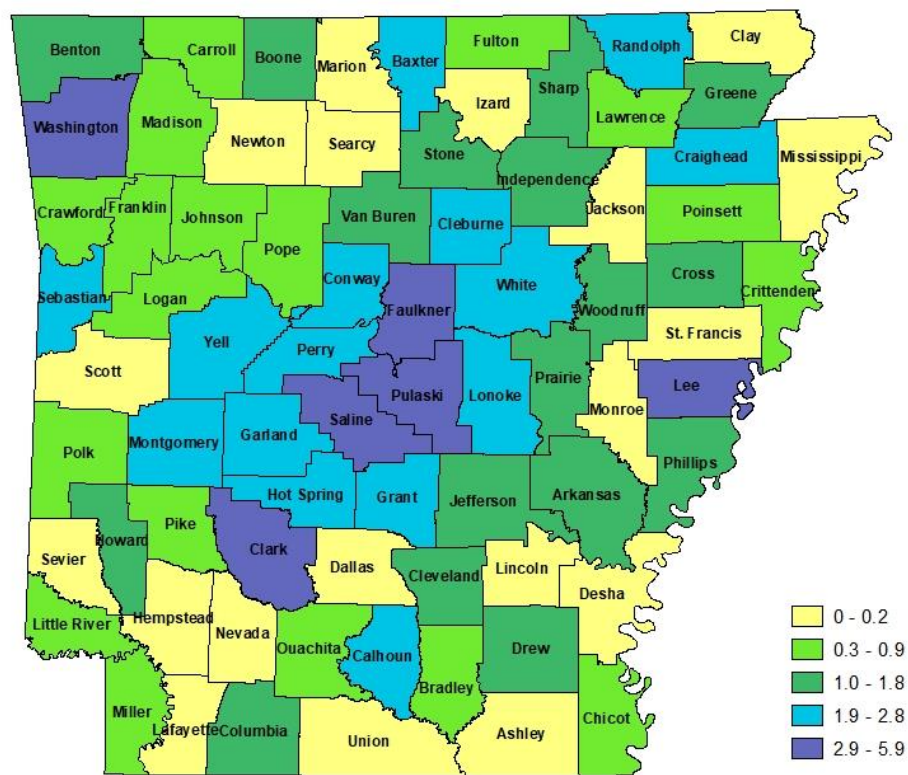 Benton
Carroll
Boone
Marion
Baxter
Fulton
Randolph
Clay
Izard
Sharp
Greene
Lawrence
Washington
Madison
Newton
Searcy
Stone
Independence
Craighead
Mississippi
Jackson
Poinsett
Crawford
Franklin
Johnson
Pope
Van Buren
Cleburne
White
Cross
Crittenden
Woodruff
Sebastian
Logan
Conway
Faulkner
St. Francis
Yell
Perry
Scott
Pulaski
Lonoke
Prairie
Lee
Saline
Monroe
Montgomery
Garland
Polk
Phillips
Hot Spring
Grant
Jefferson
Arkansas
Howard
Pike
Clark
Sevier
Dallas
Cleveland
Lincoln
Desha
Little River
Hempstead
Nevada
Ouachita
Calhoun
Drew
Bradley
Miller
Lafayette
Columbia
Union
Ashley
Chicot
0 - 0.2
0.3 - 0.9
1.0 - 1.8
1.9 - 2.8
2.9 - 5.9